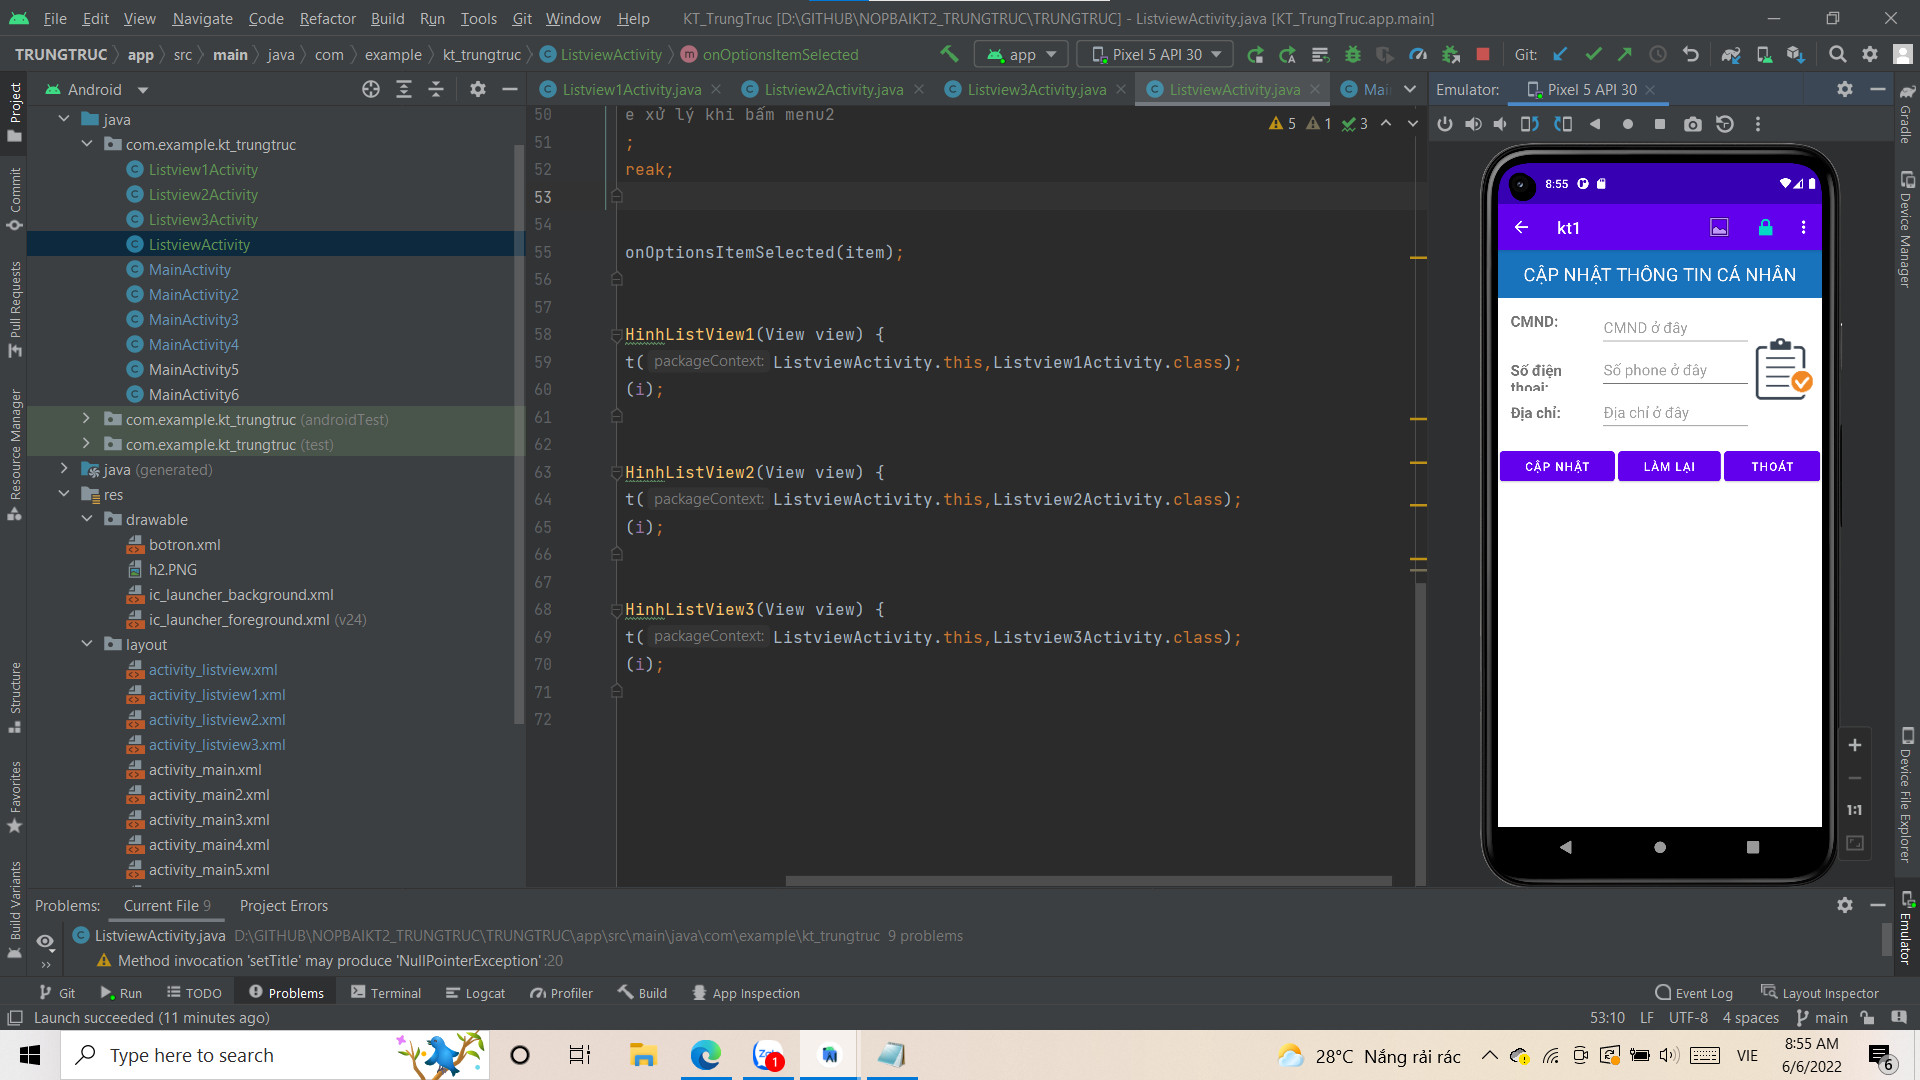 File Edit View Navigate Code Refactor Build Run Tools Git Window Help KT_TrungTruc [D:\GITHUB\NOPBAIKT2_TRUNGTRUC\TRUNGTRUC] - ListviewActivity.java [KT_TrungTruc.app.main]
TRUNGTRUC app src main java com example kt_trungtruc ListviewActivity onOptionsItemSelected app Pixel 5 API 30 Git:
Android
Listview1Activity.java Listview2Activity.java Listview3Activity.java ListviewActivity.java Mai
Emulator: Pixel 5 API 30
Project
Commit
Pull Requests
Resource Manager
Structure
Favorites
Build Variants
java
com.example.kt_trungtruc
Listview1Activity
Listview2Activity
Listview3Activity
ListviewActivity
MainActivity
MainActivity2
MainActivity3
MainActivity4
MainActivity5
MainActivity6
com.example.kt_trungtruc (androidTest)
com.example.kt_trungtruc (test)
java (generated)
res
drawable
botron.xml
h2.PNG
ic_launcher_background.xml
ic_launcher_foreground.xml (v24)
layout
activity_listview.xml
activity_listview1.xml
activity_listview2.xml
activity_listview3.xml
activity_main.xml
activity_main2.xml
activity_main3.xml
activity_main4.xml
activity_main5.xml
5 1 3
50 e xử lý khi bấm menu2
51 ;
52 reak;
53
54
55 onOptionsItemSelected(item);
56
57
58 HinhListView1(View view) {
59 t( packageContext: ListviewActivity.this,Listview1Activity.class);
60 (i);
61
62
63 HinhListView2(View view) {
64 t( packageContext: ListviewActivity.this,Listview2Activity.class);
65 (i);
66
67
68 HinhListView3(View view) {
69 t( packageContext: ListviewActivity.this,Listview3Activity.class);
70 (i);
71
72
8:55
kt1
CẬP NHẬT THÔNG TIN CÁ NHÂN
CMND: CMND ở đây
Số điện thoại: Số phone ở đây
Địa chỉ: Địa chỉ ở đây
CẬP NHẬT LÀM LẠI THOÁT
1:1
Gradle
Device Manager
Device File Explorer
Emulator
Problems: Current File 9 Project Errors
ListviewActivity.java D:\GITHUB\NOPBAIKT2_TRUNGTRUC\TRUNGTRUC\app\src\main\java\com\example\kt_trungtruc 9 problems
Method invocation 'setTitle' may produce 'NullPointerException' :20
Git Run TODO Problems Terminal Logcat Profiler Build App Inspection Event Log Layout Inspector
Launch succeeded (11 minutes ago) 53:10 LF UTF-8 4 spaces main
Type here to search
1
28°C Nắng rải rác VIE
8:55 AM
6/6/2022
6